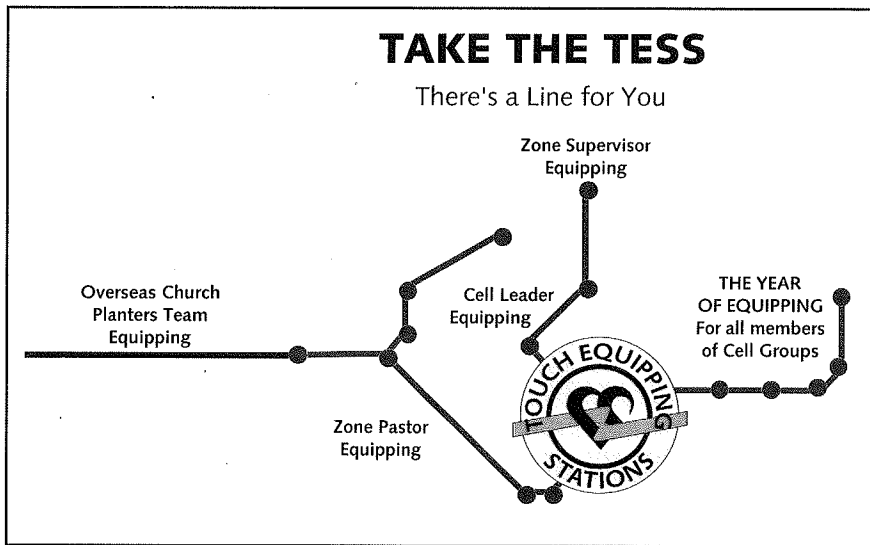 TAKE THE TESS
There's a Line for You
Zone Supervisor
Equipping
Overseas Church
Planters Team
Equipping
Cell Leader
Equipping
THE YEAR
OF EQUIPPING
For all members
of Cell Groups
Zone Pastor
Equipping
TOUCH EQUIPPING
STATIONS